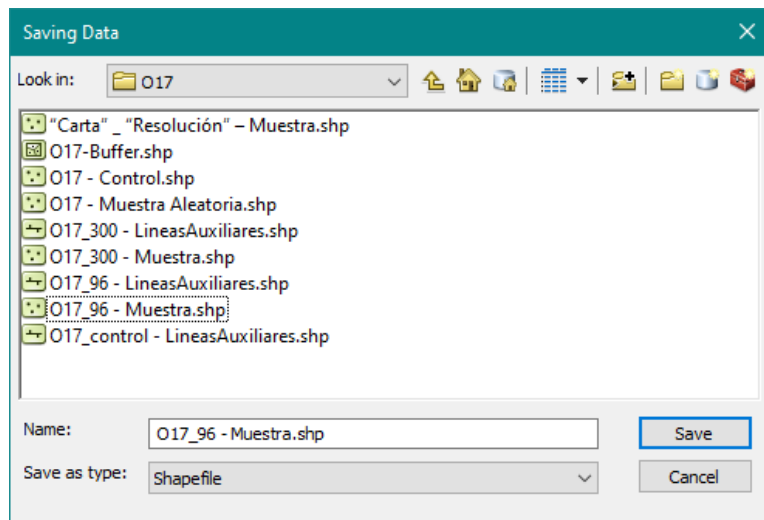 Saving Data
Look in: O17
"Carta" _ "Resolución" – Muestra.shp
O17-Buffer.shp
O17 - Control.shp
O17 - Muestra Aleatoria.shp
O17_300 - LineasAuxiliares.shp
O17_300 - Muestra.shp
O17_96 - LineasAuxiliares.shp
O17_96 - Muestra.shp
O17_control - LineasAuxiliares.shp
Name: O17_96 - Muestra.shp Save
Save as type: Shapefile Cancel